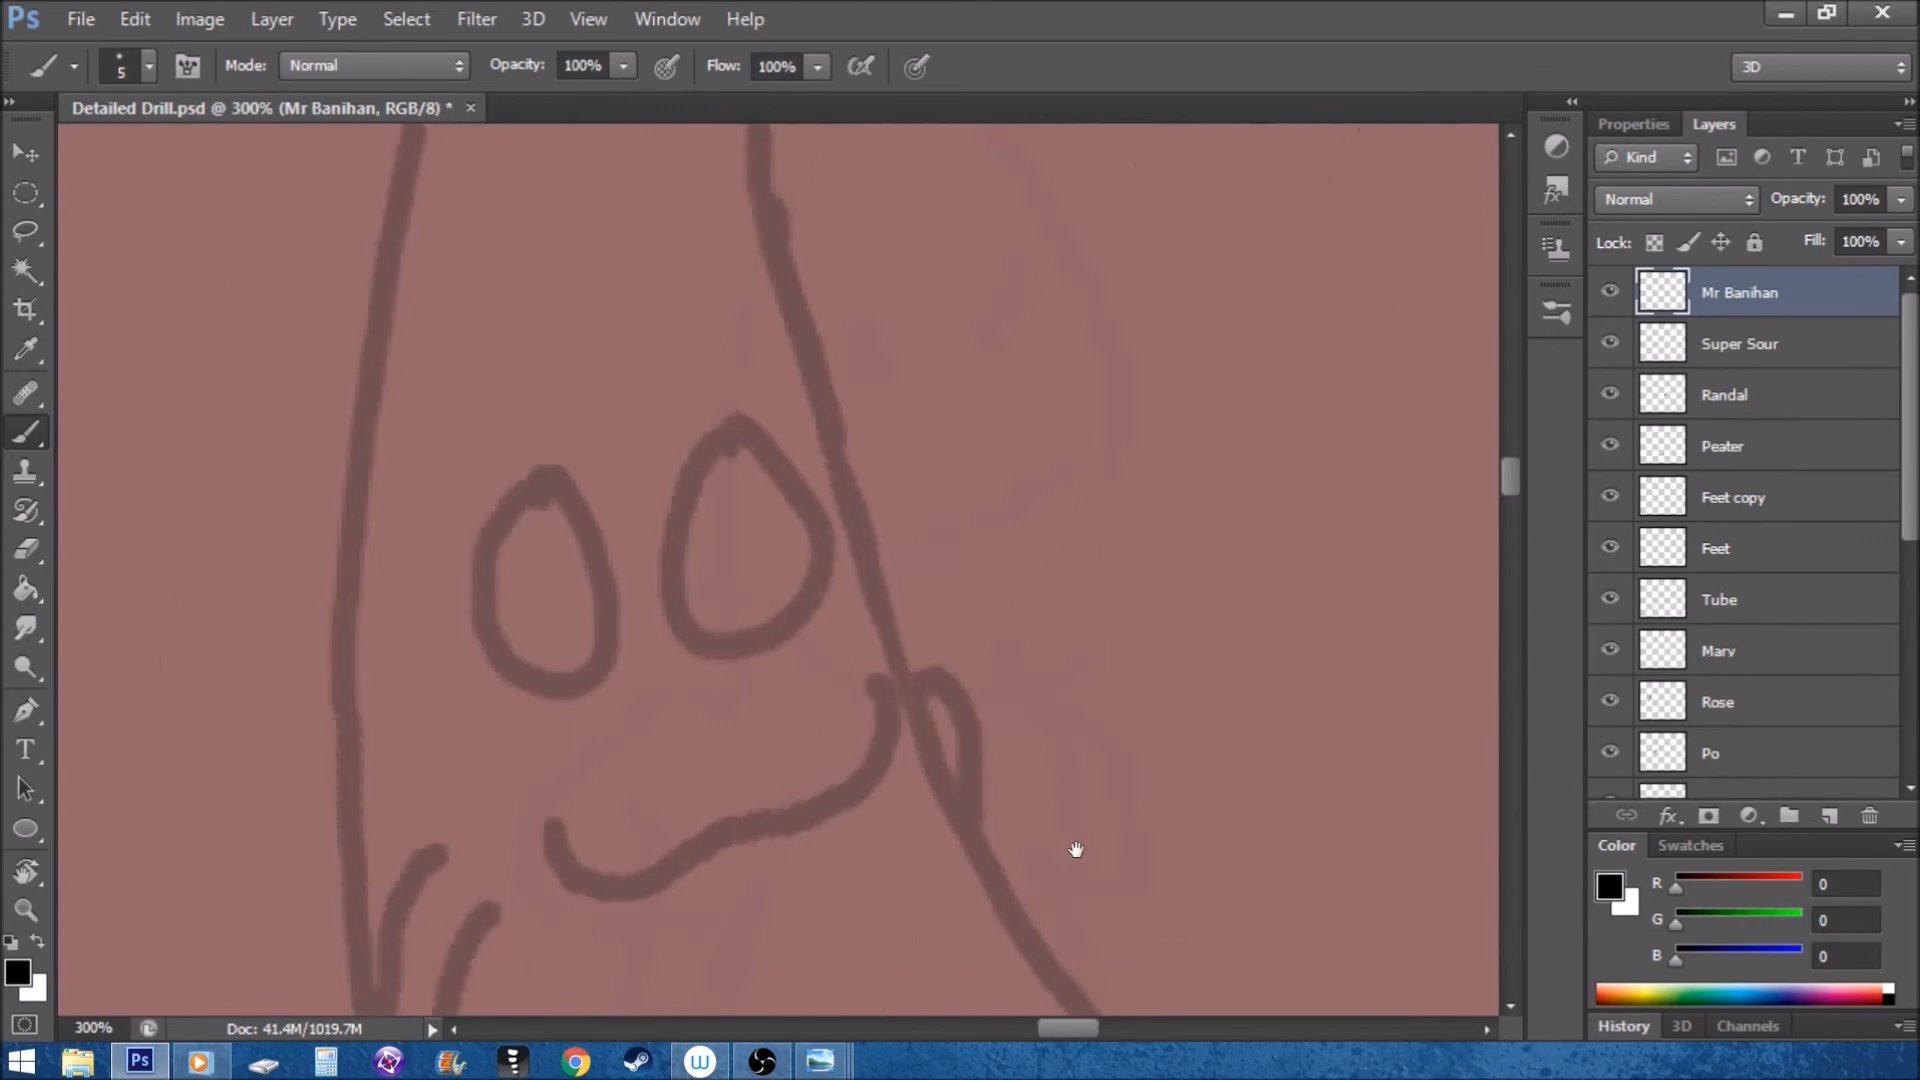 Ps File Edit Image Layer Type Select Filter 3D View Window Help
5 Mode: Normal Opacity: 100% Flow: 100% 3D
Detailed Drill.psd @ 300% (Mr Banihan, RGB/8) *
Properties Layers
Kind
Normal Opacity: 100%
Lock: Fill: 100%
Mr Banihan
Super Sour
Randal
Peater
Feet copy
Feet
Tube
Marv
Rose
Po
fx
Color Swatches
R 0
G 0
B 0
300% Doc: 41.4M/1019.7M
History 3D Channels
Ps